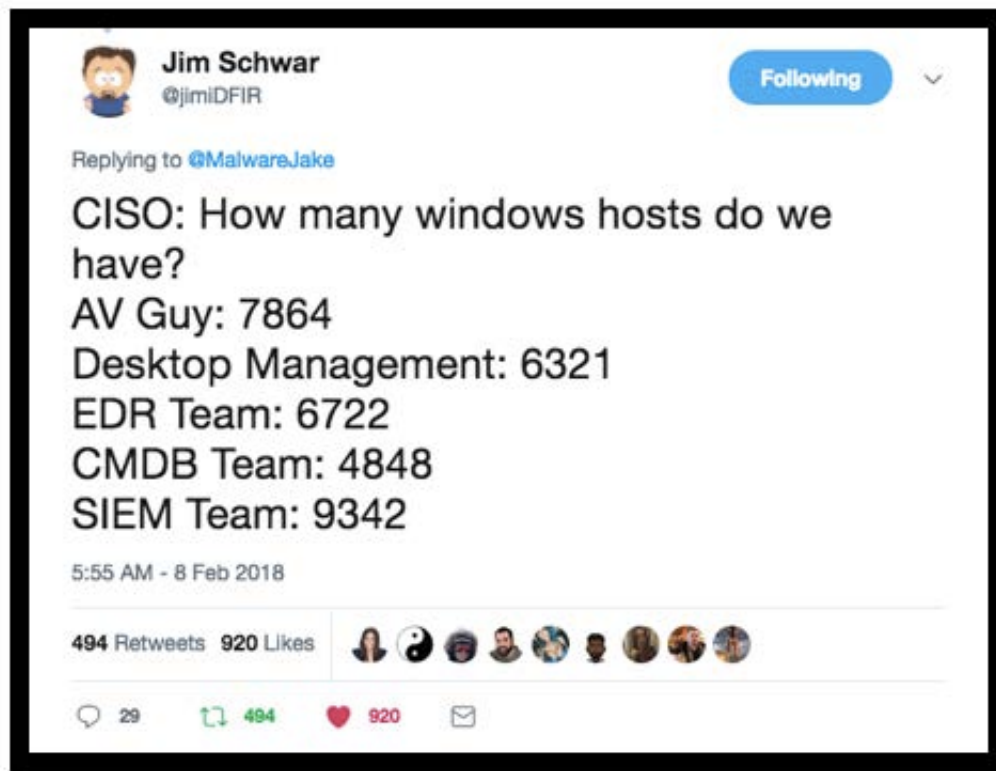 Jim Schwar
@jimiDFIR
Following
Replying to @MalwareJake
CISO: How many windows hosts do we
have?
AV Guy: 7864
Desktop Management: 6321
EDR Team: 6722
CMDB Team: 4848
SIEM Team: 9342
5:55 AM - 8 Feb 2018
494 Retweets 920 Likes
29 494 920